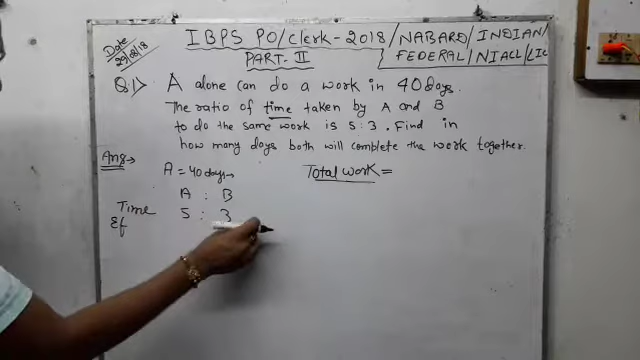 Date 29/08/18
IBPS PO/Clerk-2018/NABARD/INDIAN/
PART-II
FEDERAL/NIACL/LIC
Q.1) A alone can do a work in 40 days.
The ratio of time taken by A and B
to do the same work is 5:3. Find in
how many days both will complete the work together.
Ans→
A = 40 days→
Total work =
A : B
Time 5 : 3
Ef